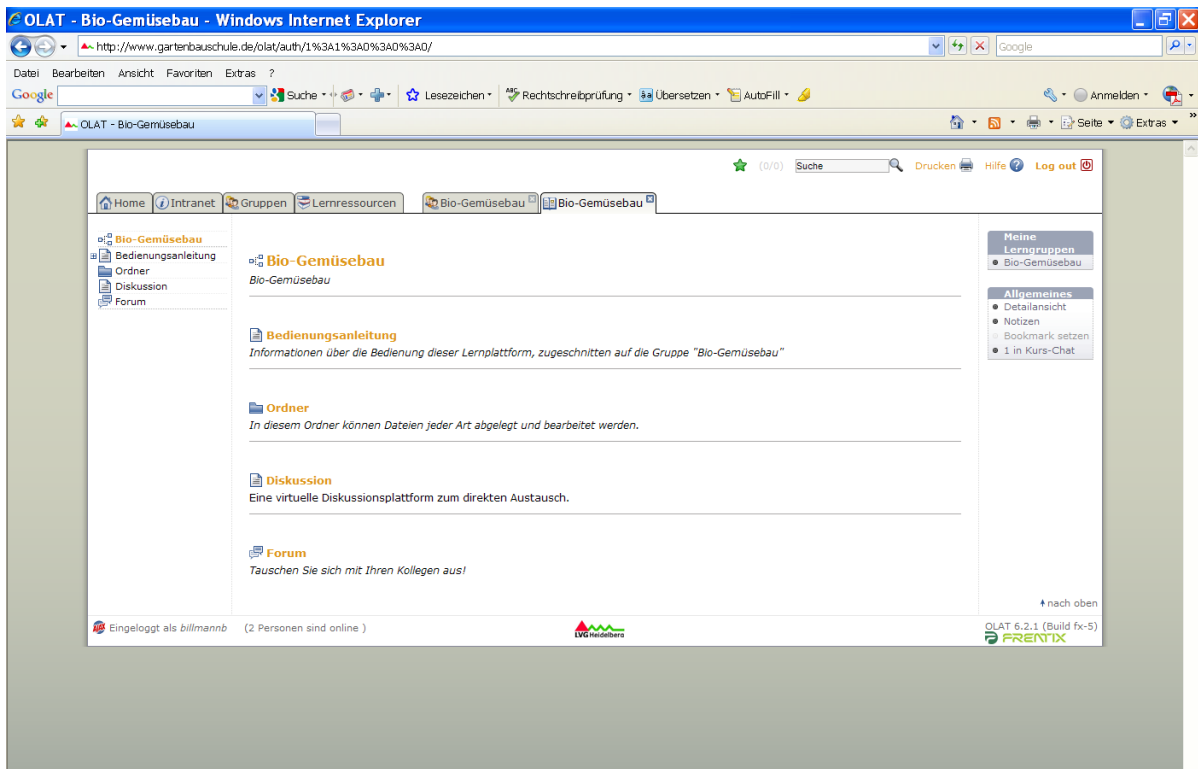 OLAT - Bio-Gemüsebau - Windows Internet Explorer
http://www.gartenbauschule.de/olat/auth/1%3A1%3A0%3A0%3A0/
Google
Datei Bearbeiten Ansicht Favoriten Extras ?
Google Suche Lesezeichen ABC Rechtschreibprüfung Übersetzen AutoFill Anmelden
OLAT - Bio-Gemüsebau Seite Extras »
(0/0) Suche Drucken Hilfe Log out
Home Intranet Gruppen Lernressourcen Bio-Gemüsebau Bio-Gemüsebau
Bio-Gemüsebau
Bedienungsanleitung
Ordner
Diskussion
Forum
Bio-Gemüsebau
Bio-Gemüsebau
Bedienungsanleitung
Informationen über die Bedienung dieser Lernplattform, zugeschnitten auf die Gruppe "Bio-Gemüsebau"
Ordner
In diesem Ordner können Dateien jeder Art abgelegt und bearbeitet werden.
Diskussion
Eine virtuelle Diskussionsplattform zum direkten Austausch.
Forum
Tauschen Sie sich mit Ihren Kollegen aus!
Meine
Lerngruppen
Bio-Gemüsebau
Allgemeines
Detailansicht
Notizen
Bookmark setzen
1 in Kurs-Chat
nach oben
Eingeloggt als billmannb (2 Personen sind online )
LVG Heidelberg
OLAT 6.2.1 (Build fx-5)
FRENTIX